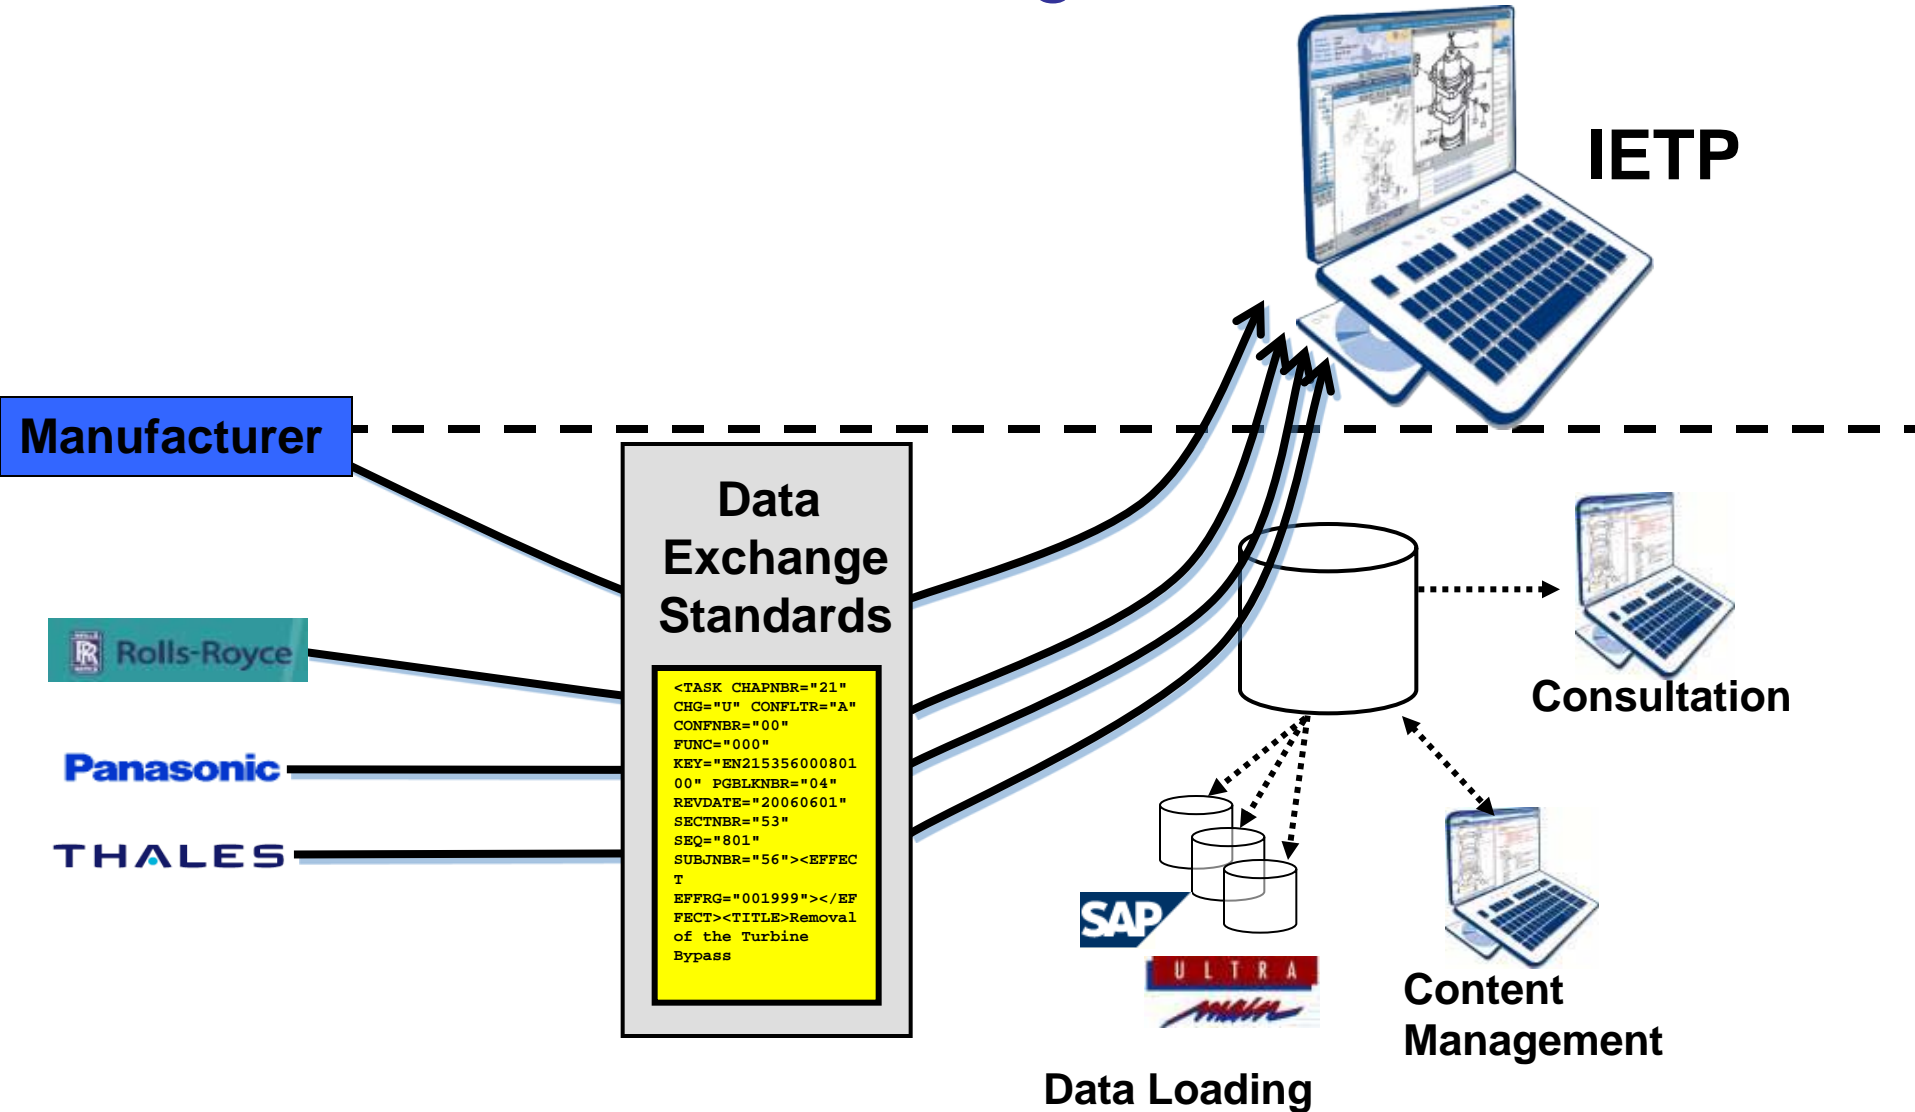 IETP
Manufacturer
Data
Exchange
Standards
Rolls-Royce
Panasonic
THALES
<TASK CHAPNBR="21"
CHG="U" CONFLTR="A"
CONFNBR="00"
FUNC="000"
KEY="EN215356000801
00" PGBLKNBR="04"
REVDATE="20060601"
SECTNBR="53"
SEQ="801"
SUBJNBR="56"><EFFEC
T
EFFRG="001999"></EF
FECT><TITLE>Removal
of the Turbine
Bypass
Consultation
SAP
ULTRA
main
Content
Management
Data Loading